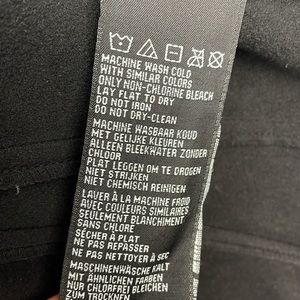 MACHINE WASH COLD
WITH SIMILAR COLORS
ONLY NON-CHLORINE BLEACH
LAY FLAT TO DRY
DO NOT IRON
DO NOT DRY-CLEAN
MACHINE WASBAAR KOUD
MET GELIJKE KLEUREN
ALLEEN BLEEKWATER ZONDER
CHLOOR
PLAT LEGGEN OM TE DROGEN
NIET STRIJKEN
NIET CHEMISCH REINIGEN
LAVER À LA MACHINE FROID
AVEC COULEURS SIMILAIRES
SEULEMENT BLANCHIMENT
SANS CHLORE
SÉCHER À PLAT
NE PAS REPASSER
NE PAS NETTOYER À SEC
MASCHINENWÄSCHE KALT
MIT ÄHNLICHEN FARBEN
NUR CHLORFREI BLEICHEN
ZUM TROCKNEN